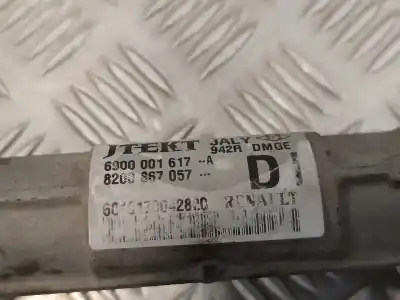 JTEKT JALY
942R DMGE
6900 001 617 --A
8200 867 057 ---
D
RENAULT